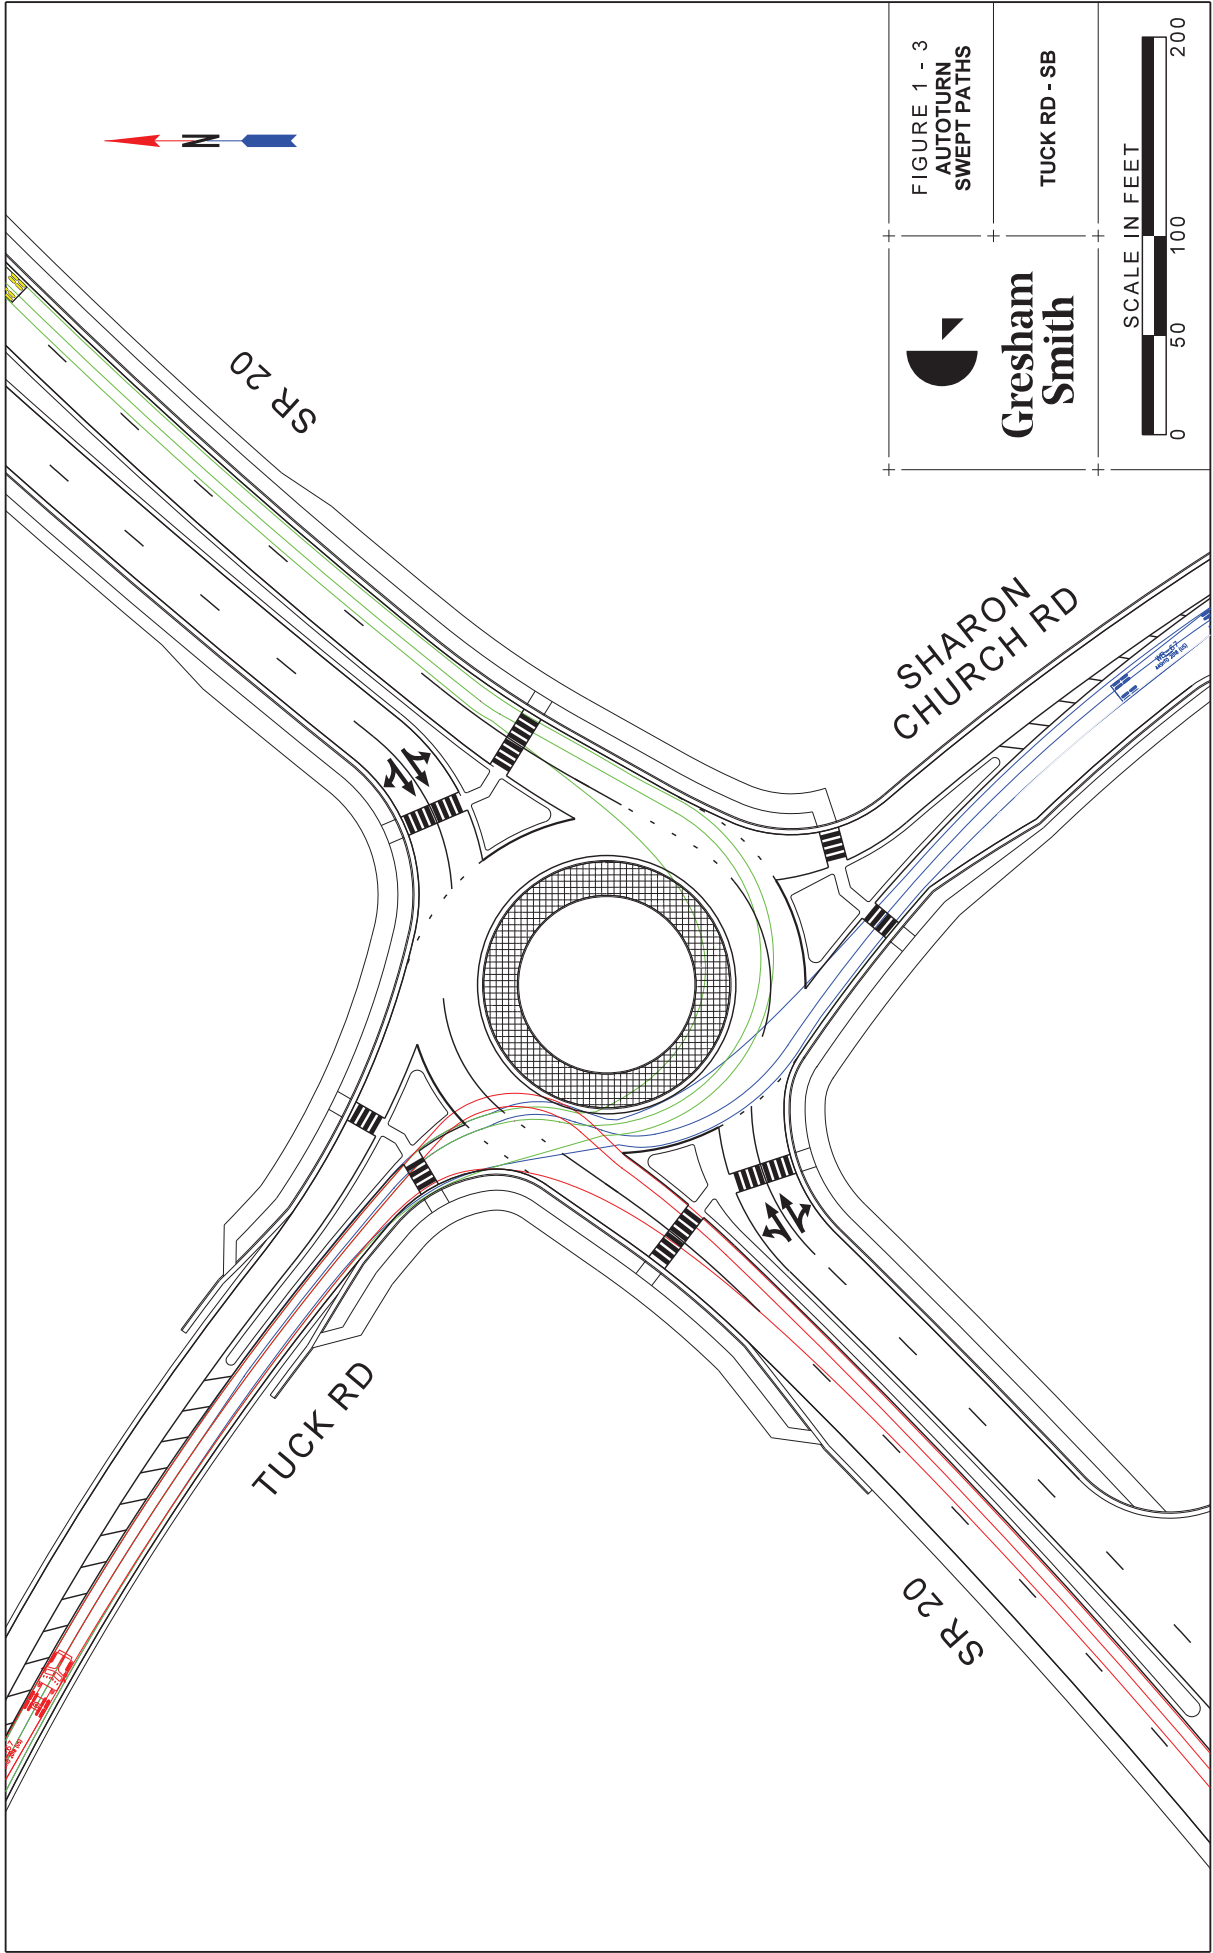 N
SR 20
SHARON
CHURCH RD
TUCK RD
SR 20
FIGURE 1 - 3
AUTOTURN
SWEPT PATHS
TUCK RD - SB
Gresham
Smith
SCALE IN FEET
0 50 100 200